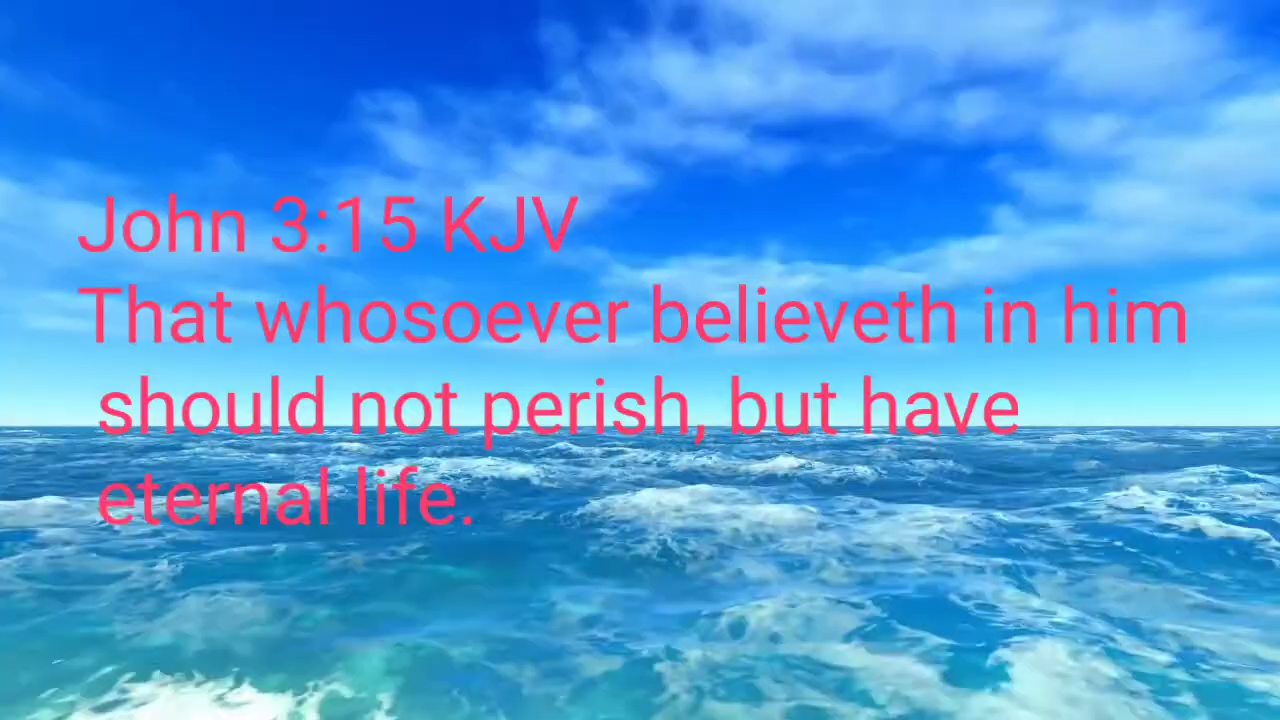 John 3:15 KJV
That whosoever believeth in him
should not perish, but have
eternal life.